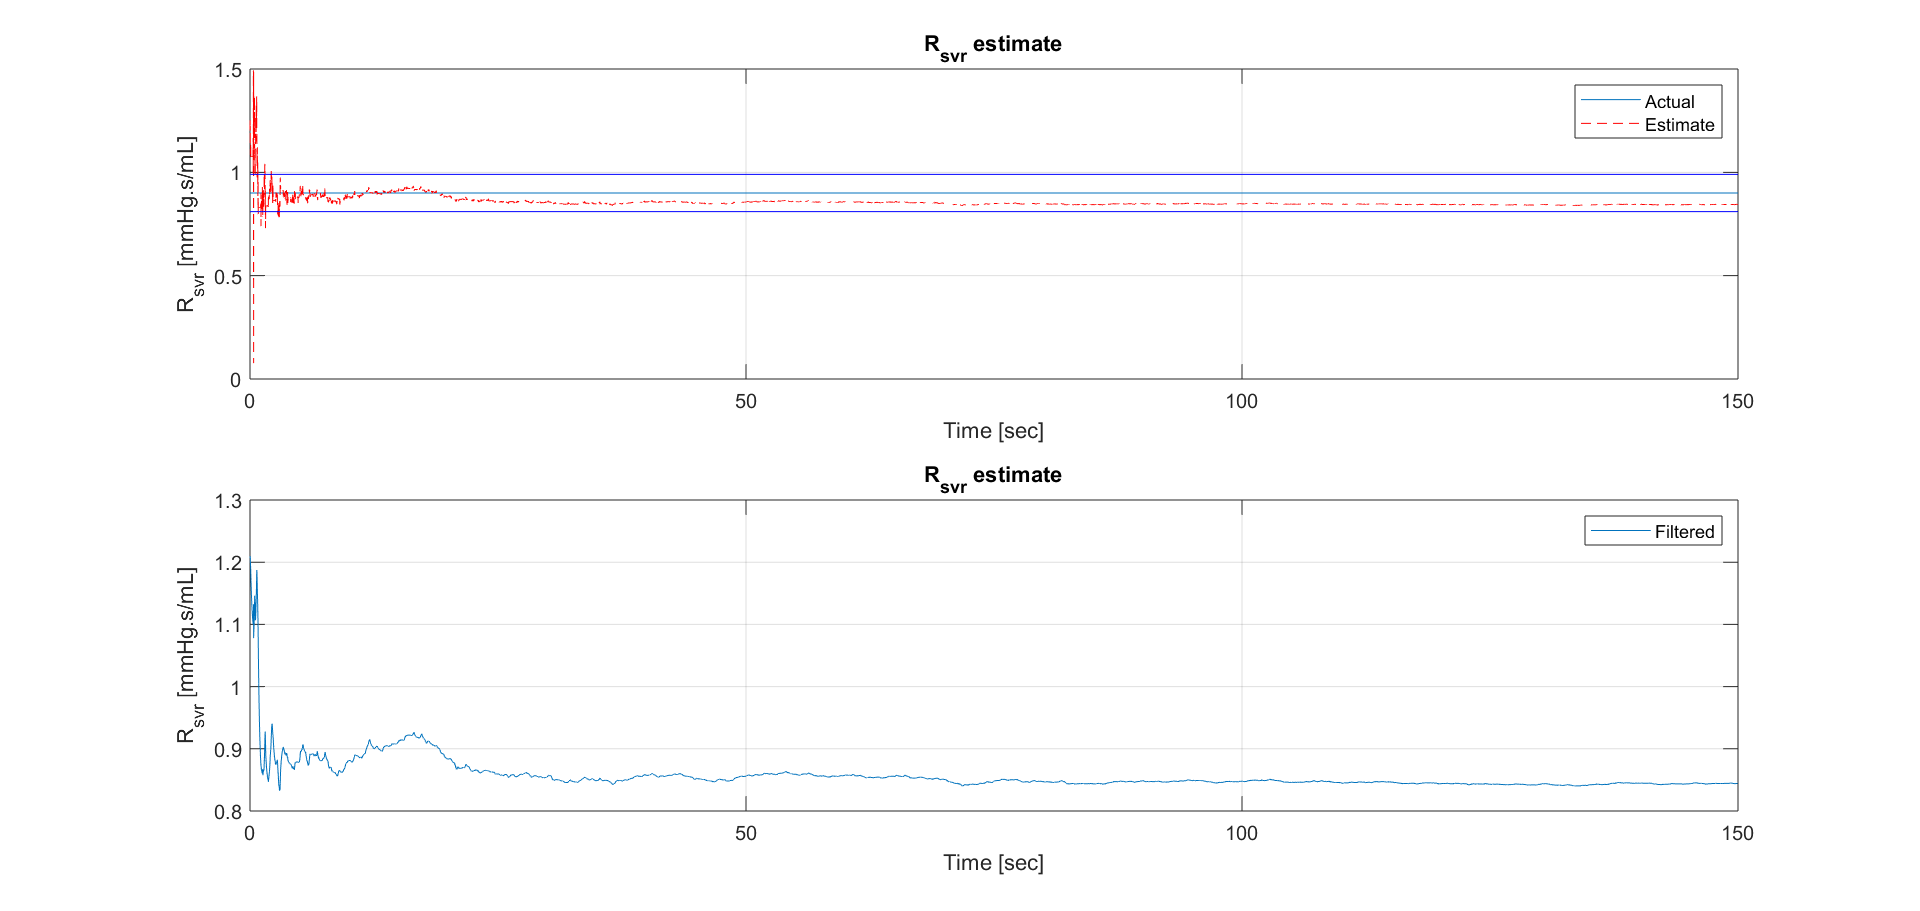 R_svr estimate
1.5
1
0.5
0
R_svr [mmHg.s/mL]
Actual
Estimate
0 50 100 150
Time [sec]
R_svr estimate
1.3
1.2
1.1
1
0.9
0.8
R_svr [mmHg.s/mL]
Filtered
0 50 100 150
Time [sec]